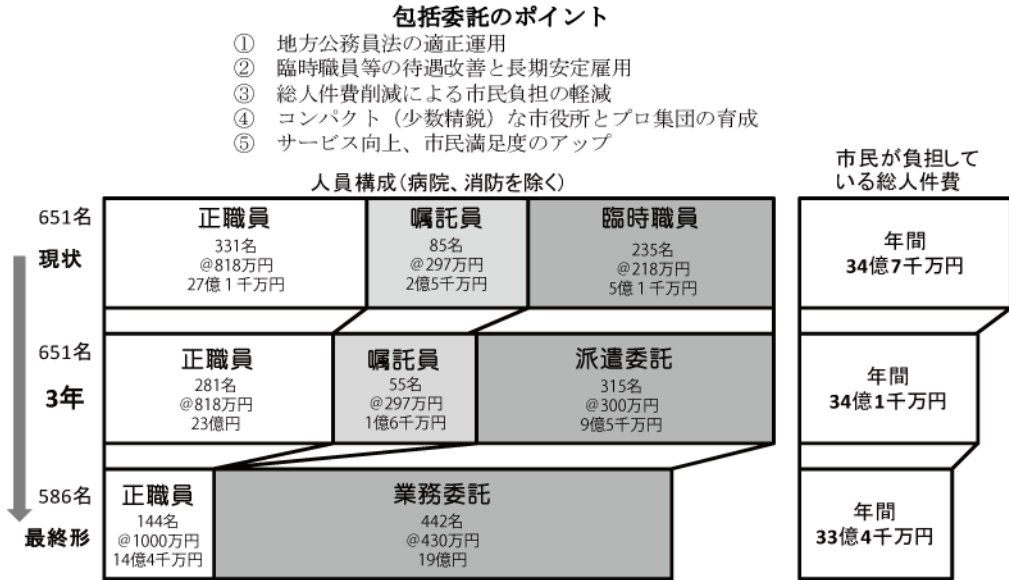 包括委託のポイント
① 地方公務員法の適正運用
② 臨時職員等の待遇改善と長期安定雇用
③ 総人件費削減による市民負担の軽減
④ コンパクト（少数精鋭）な市役所とプロ集団の育成
⑤ サービス向上、市民満足度のアップ
人員構成（病院、消防を除く）
市民が負担して
いる総人件費
651名
現状
正職員
331名
@818万円
27億1千万円
嘱託員
85名
@297万円
2億5千万円
臨時職員
235名
@218万円
5億1千万円
年間
34億7千万円
651名
3年
正職員
281名
@818万円
23億円
嘱託員
55名
@297万円
1億6千万円
派遣委託
315名
@300万円
9億5千万円
年間
34億1千万円
586名
最終形
正職員
144名
@1000万円
14億4千万円
業務委託
442名
@430万円
19億円
年間
33億4千万円